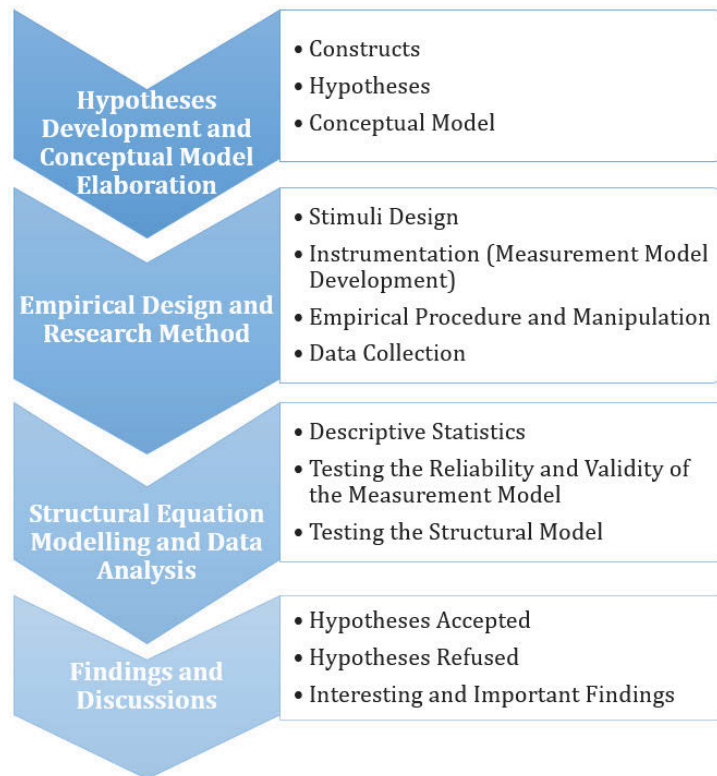 Hypotheses
Development and
Conceptual Model
Elaboration
• Constructs
• Hypotheses
• Conceptual Model
Empirical Design and
Research Method
• Stimuli Design
• Instrumentation (Measurement Model
Development)
• Empirical Procedure and Manipulation
• Data Collection
Structural Equation
Modelling and Data
Analysis
• Descriptive Statistics
• Testing the Reliability and Validity of
the Measurement Model
• Testing the Structural Model
Findings and
Discussions
• Hypotheses Accepted
• Hypotheses Refused
• Interesting and Important Findings